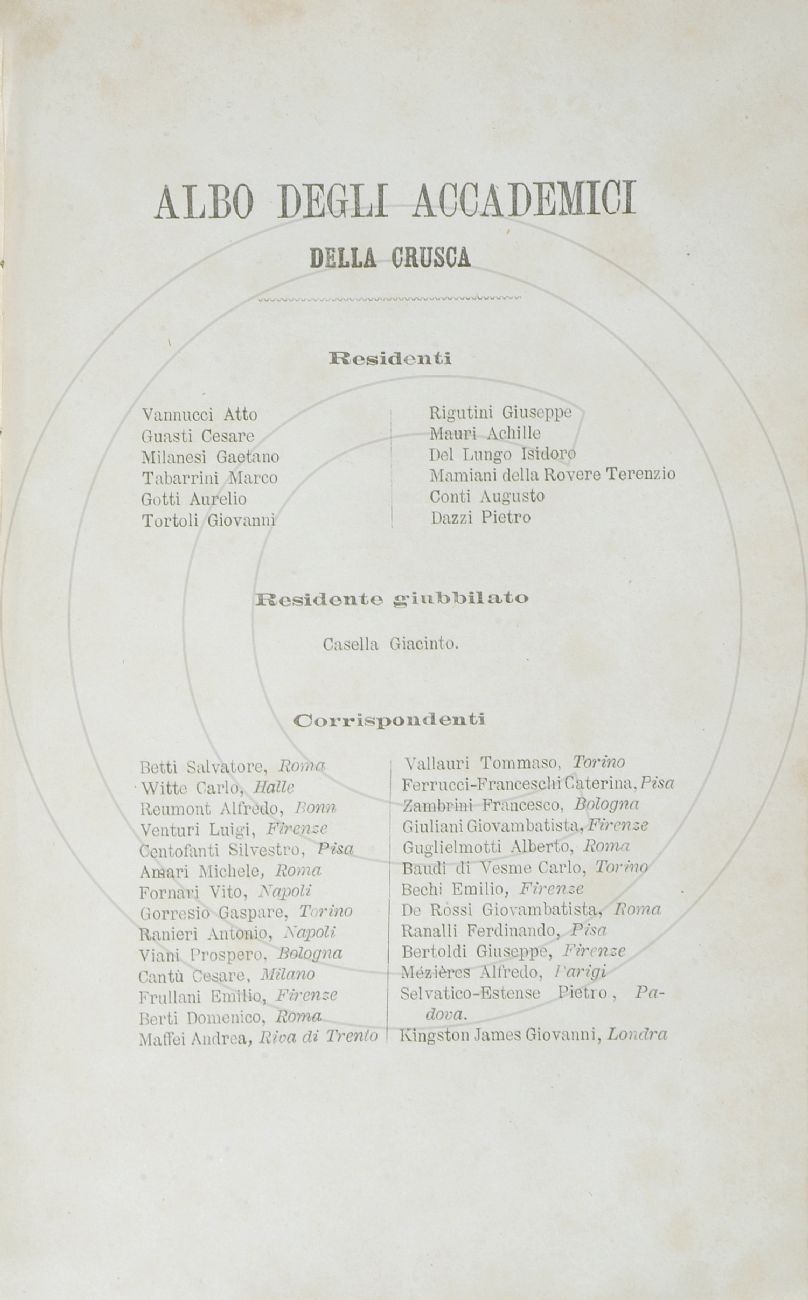 ALBO DEGLI ACCADEMICI
DELLA CRUSCA
Residenti
Vannucci Atto
Guasti Cesare
Milanesi Gaetano
Tabarrini Marco
Gotti Aurelio
Tortoli Giovanni
Rigutini Giuseppe
Mauri Achille
Del Lungo Isidoro
Mamiani della Rovere Terenzio
Conti Augusto
Dazzi Pietro
Residente giubbilato
Casella Giacinto.
Corrispondenti
Betti Salvatore, Roma
Witte Carlo, Halle
Reumont Alfredo, Bonn
Venturi Luigi, Firenze
Centofanti Silvestro, Pisa
Amari Michele, Roma
Fornari Vito, Napoli
Gorresio Gaspare, Torino
Ranieri Antonio, Napoli
Viani Prospero, Bologna
Cantù Cesare, Milano
Frullani Emilio, Firenze
Berti Domenico, Roma
Maffei Andrea, Riva di Trento
Vallauri Tommaso, Torino
Ferrucci-Franceschi Caterina, Pisa
Zambrini Francesco, Bologna
Giuliani Giovambatista, Firenze
Guglielmotti Alberto, Roma
Baudi di Vesme Carlo, Torino
Bechi Emilio, Firenze
De Rossi Giovambatista, Roma
Ranalli Ferdinando, Pisa
Bertoldi Giuseppe, Firenze
Mézières Alfredo, Parigi
Selvatico-Estense Pietro, Pa-
dova.
Kingston James Giovanni, Londra